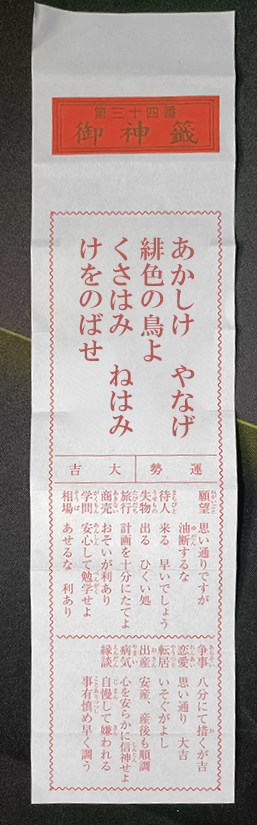 第三十四番
御神籤
あかしけ やなげ
緋色の鳥よ
くさはみ ねはみ
けをのばせ
運勢 大吉
願望 思い通りですが
油断するな
待人 来る 早いでしょう
失物 出る ひくい処
旅行 計画を十分にたてよ
商売 おそいが利あり
学問 安心して勉学せよ
相場 あせるな 利あり
争事 八分にて措くが吉
恋愛 思い通り 大吉
転居 いそぐがよし
出産 安産、産後も順調
病気 心を安らかに信神せよ
縁談 自慢して嫌われる
事有慎め早く調う